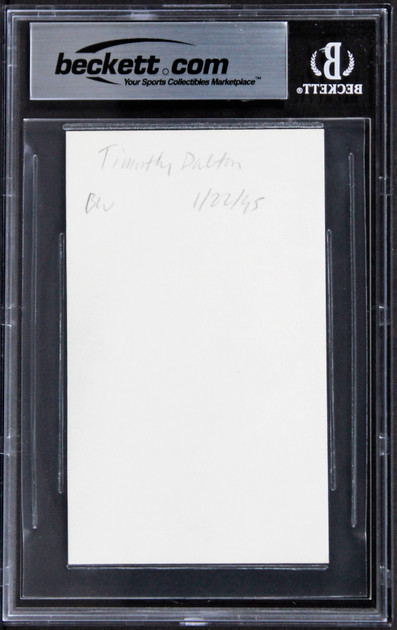 beckett.com
Your Sports Collectibles Marketplace™
BECKETT®
Timothy Dalton
1/22/95